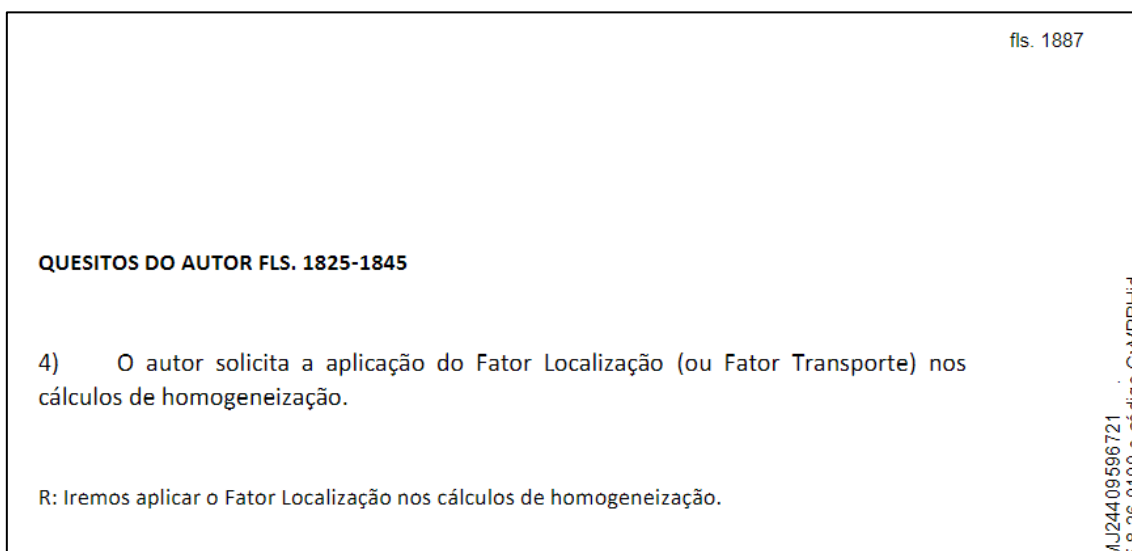 fls. 1887
QUESITOS DO AUTOR FLS. 1825-1845
4) O autor solicita a aplicação do Fator Localização (ou Fator Transporte) nos
cálculos de homogeneização.
R: Iremos aplicar o Fator Localização nos cálculos de homogeneização.
MJ24409596721